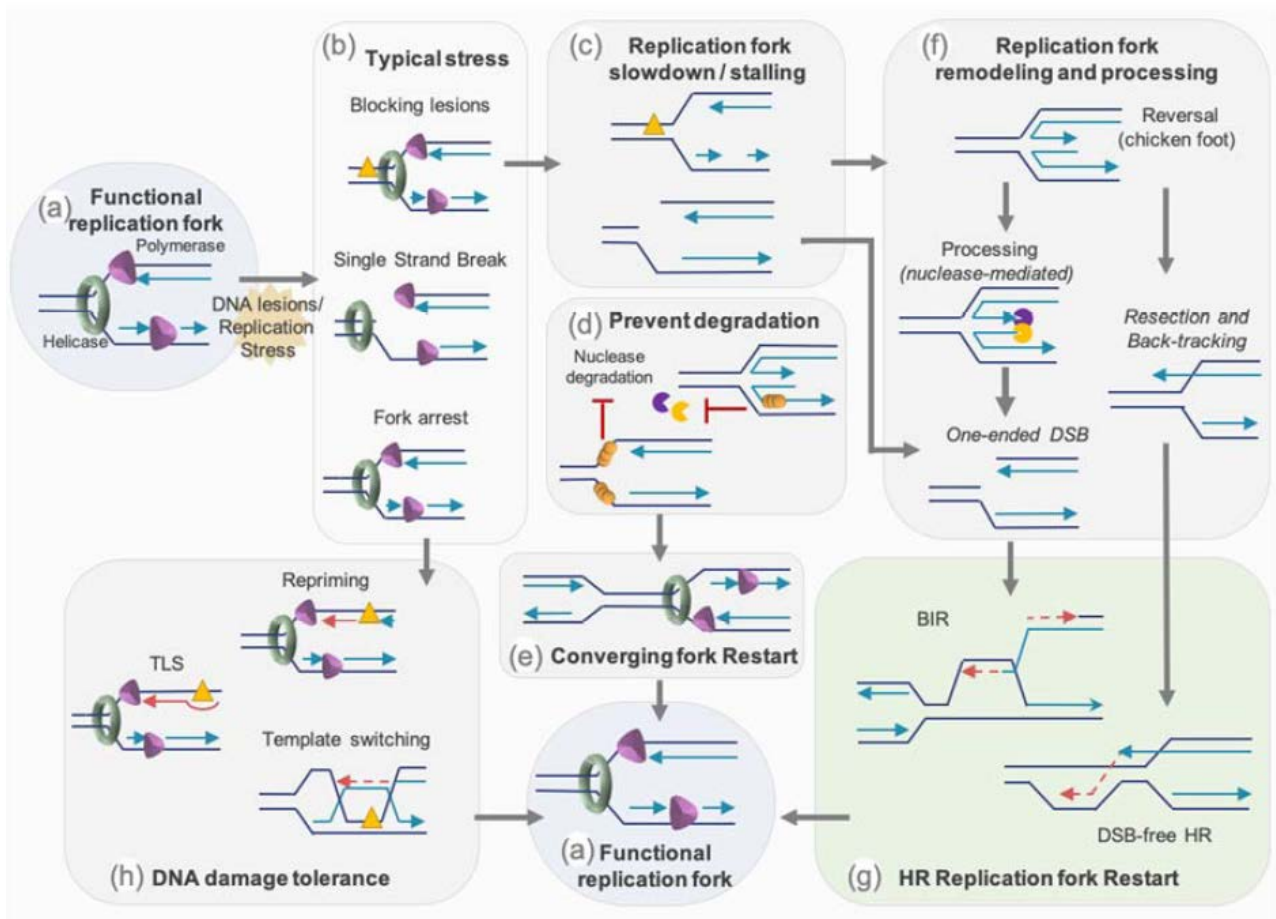 (a)
Functional
replication fork
Polymerase
Helicase
DNA lesions/
Replication
Stress
(b)
Typical stress
Blocking lesions
Single Strand Break
Fork arrest
(c)
Replication fork
slowdown / stalling
(d)
Prevent degradation
Nuclease
degradation
(e) Converging fork Restart
(f)
Replication fork
remodeling and processing
Reversal
(chicken foot)
Processing
(nuclease-mediated)
Resection and
Back-tracking
One-ended DSB
BIR
DSB-free HR
(g) HR Replication fork Restart
Repriming
TLS
Template switching
(h) DNA damage tolerance
(a) Functional
replication fork